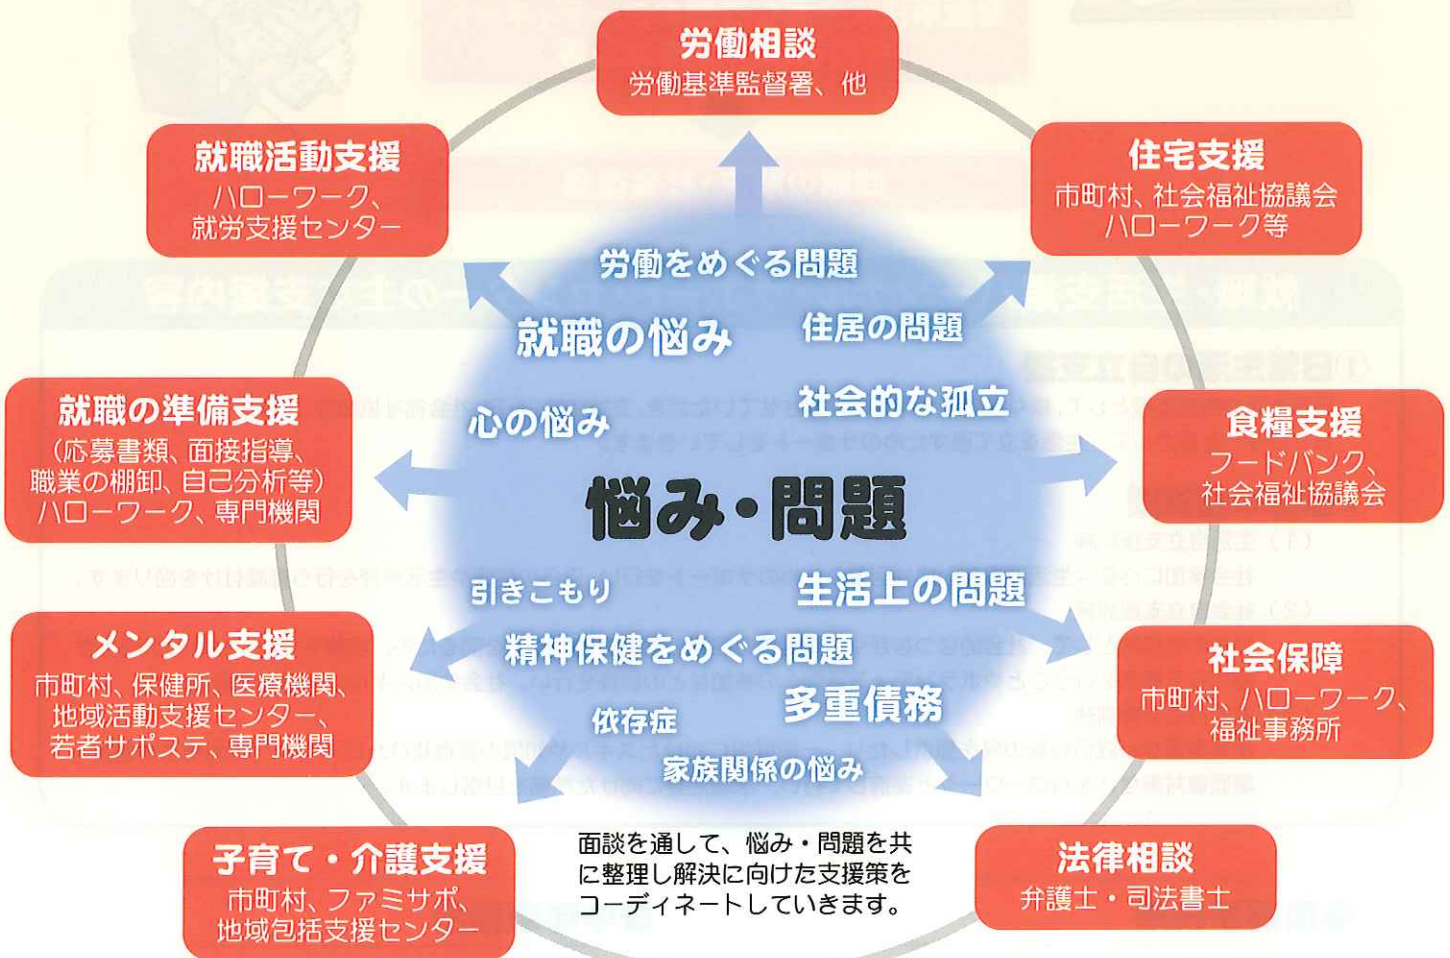 労働相談
労働基準監督署、他
就職活動支援
ハローワーク、
就労支援センター
住宅支援
市町村、社会福祉協議会
ハローワーク等
労働をめぐる問題
就職の悩み
住居の問題
心の悩み
社会的な孤立
就職の準備支援
(応募書類、面接指導、
職業の棚卸、自己分析等)
ハローワーク、専門機関
食糧支援
フードバンク、
社会福祉協議会
悩み・問題
引きこもり
生活上の問題
精神保健をめぐる問題
多重債務
依存症
家族関係の悩み
メンタル支援
市町村、保健所、医療機関、
地域活動支援センター、
若者サポステ、専門機関
社会保障
市町村、ハローワーク、
福祉事務所
子育て・介護支援
市町村、ファミサポ、
地域包括支援センター
面談を通して、悩み・問題を共
に整理し解決に向けた支援策を
コーディネートしていきます。
法律相談
弁護士・司法書士